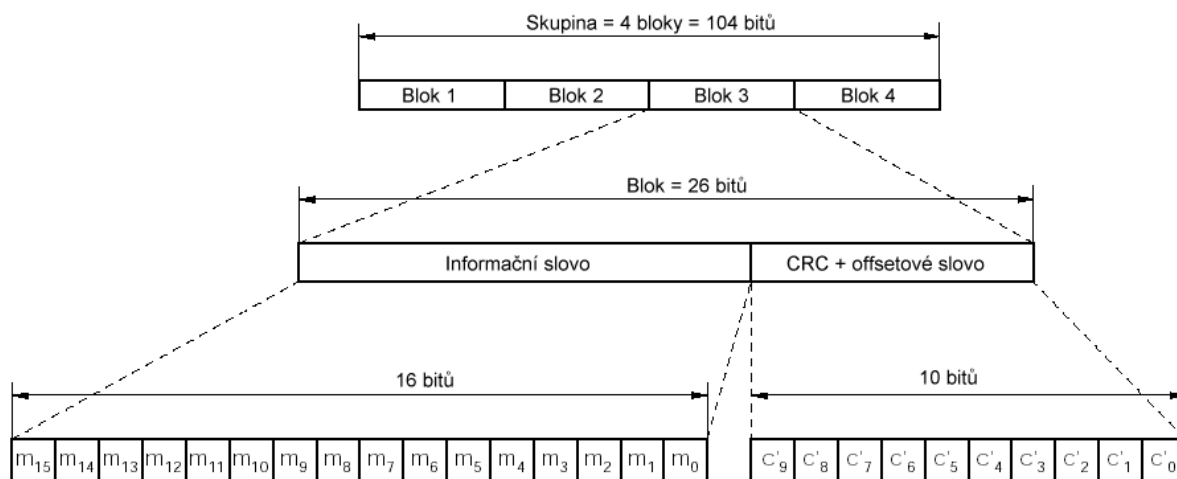 Skupina = 4 bloky = 104 bitů
Blok 1 Blok 2 Blok 3 Blok 4
Blok = 26 bitů
Informační slovo CRC + offsetové slovo
16 bitů 10 bitů
m15 m14 m13 m12 m11 m10 m9 m8 m7 m6 m5 m4 m3 m2 m1 m0 c'9 c'8 c'7 c'6 c'5 c'4 c'3 c'2 c'1 c'0